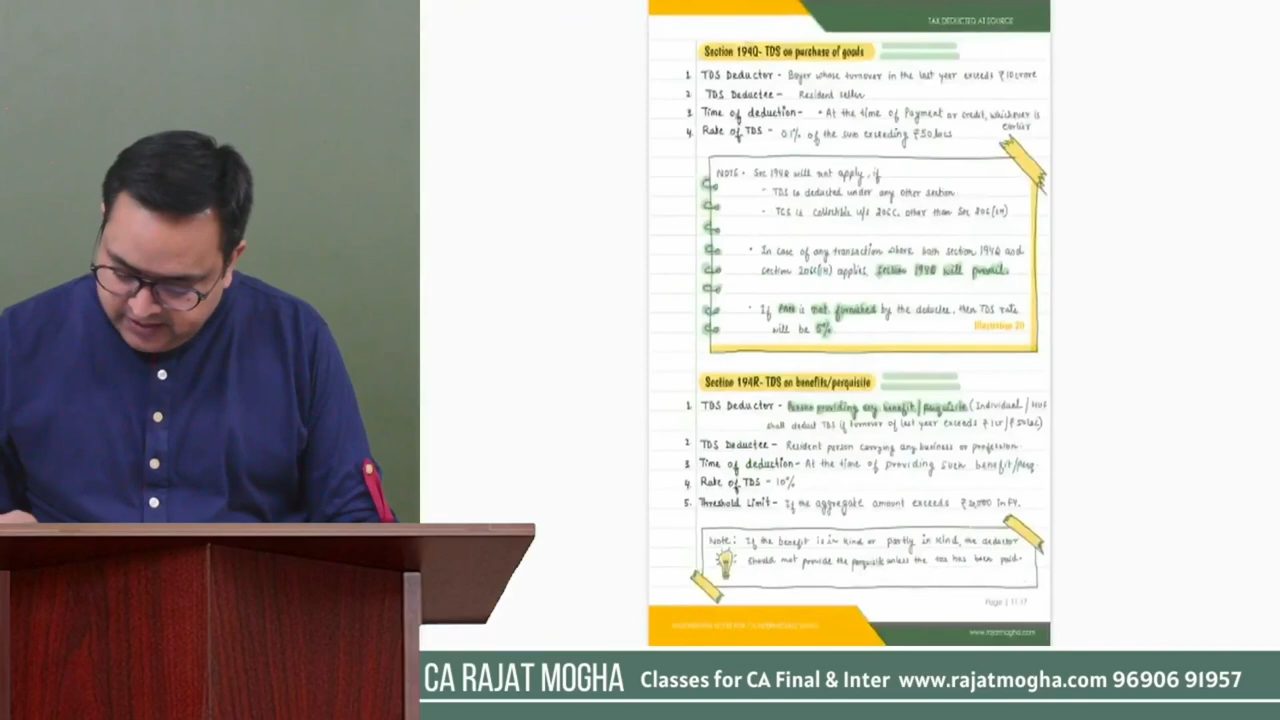 TAX DEDUCTED AT SOURCE
Section 194Q- TDS on purchase of goods
1. TDS Deductor - Buyer whose turnover in the last year exceeds ₹10 crore
2. TDS Deductee - Resident seller
3. Time of deduction - • At the time of Payment or credit, whichever is
earlier
4. Rate of TDS - 0.1% of the sum exceeding ₹50 lacs
NOTE • Sec 194Q will not apply, if
- TDS is deducted under any other section
- TCS is collectible u/s 206C, other than Sec 206C(1H)
• In case of any transaction where both section 194Q and
section 206C(1H) applies, section 194Q will prevail.
• If PAN is not furnished by the deductee, then TDS rate
will be 5%
Illustration 20
Section 194R- TDS on benefits/perquisite
1. TDS Deductor - Person providing any benefit/perquisite (Individual / HUF
shall deduct TDS if turnover of last year exceeds ₹1cr/₹50lac)
2. TDS Deductee - Resident person carrying any business or profession
3. Time of deduction - At the time of providing such benefit/perq.
4. Rate of TDS - 10%
5. Threshold Limit - If the aggregate amount exceeds ₹20,000 in FY.
Note: If the benefit is in kind or partly in kind, the deductor
should not provide the perquisite unless the tax has been paid.
Page | 11.17
www.rajatmogha.com
CA RAJAT MOGHA Classes for CA Final & Inter www.rajatmogha.com 96906 91957